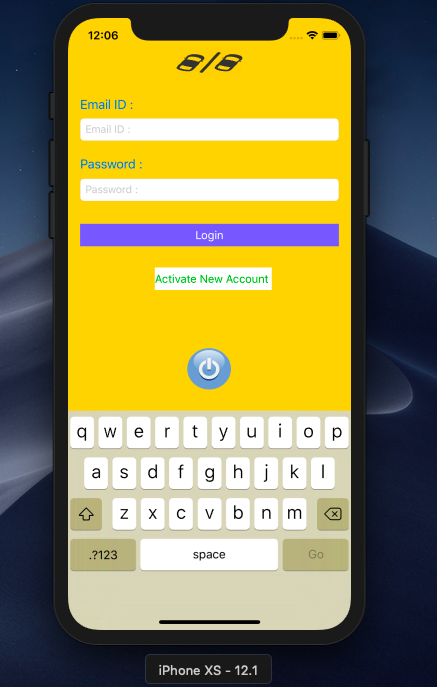 12:06
Email ID :
Email ID :
Password :
Password :
Login
Activate New Account
q w e r t y u i o p
a s d f g h j k l
z x c v b n m
.?123 space Go
iPhone XS - 12.1